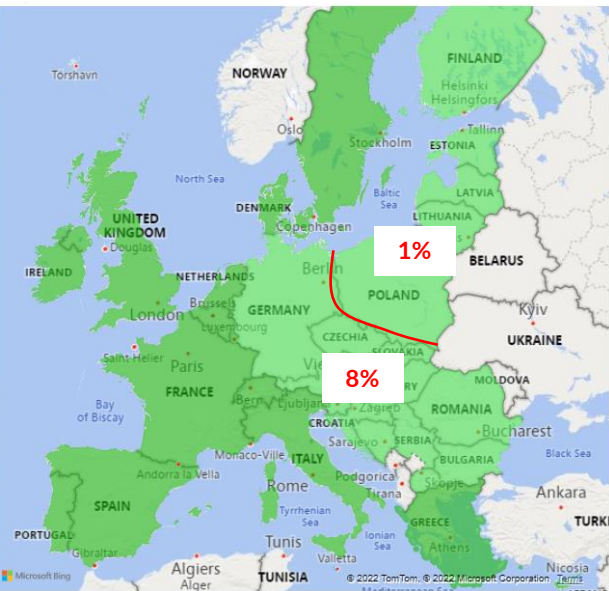 FINLAND
Torshavn
NORWAY
Helsinki
Helsingfors
Oslo
Stockholm
Tallinn
ESTONIA
North Sea
Baltic
Sea
LATVIA
DENMARK
Copenhagen
LITHUANIA
UNITED
KINGDOM
Douglas
1%
BELARUS
IRELAND
NETHERLANDS
Berlin
POLAND
London
Brussels
GERMANY
Kyiv
Luxembourg
CZECHIA
UKRAINE
Saint Helier
Paris
SLOVAKIA
8%
MOLDOVA
FRANCE
Bern
Ljubljana
Zagreb
ROMANIA
Bay
of Biscay
CROATIA
Bucharest
Monaco-Ville
ITALY
Sarajevo
SERBIA
Black Sea
Andorra la Vella
BULGARIA
Rome
Podgorica
Skopje
Tirana
Ankara
SPAIN
Tyrrhenian
Sea
GREECE
PORTUGAL
Ionian
Sea
Athens
Gibraltar
Tunis
Valletta
Nicosia
Microsoft Bing
Algiers
Alger
TUNISIA
© 2022 TomTom, © 2022 Microsoft Corporation Terms